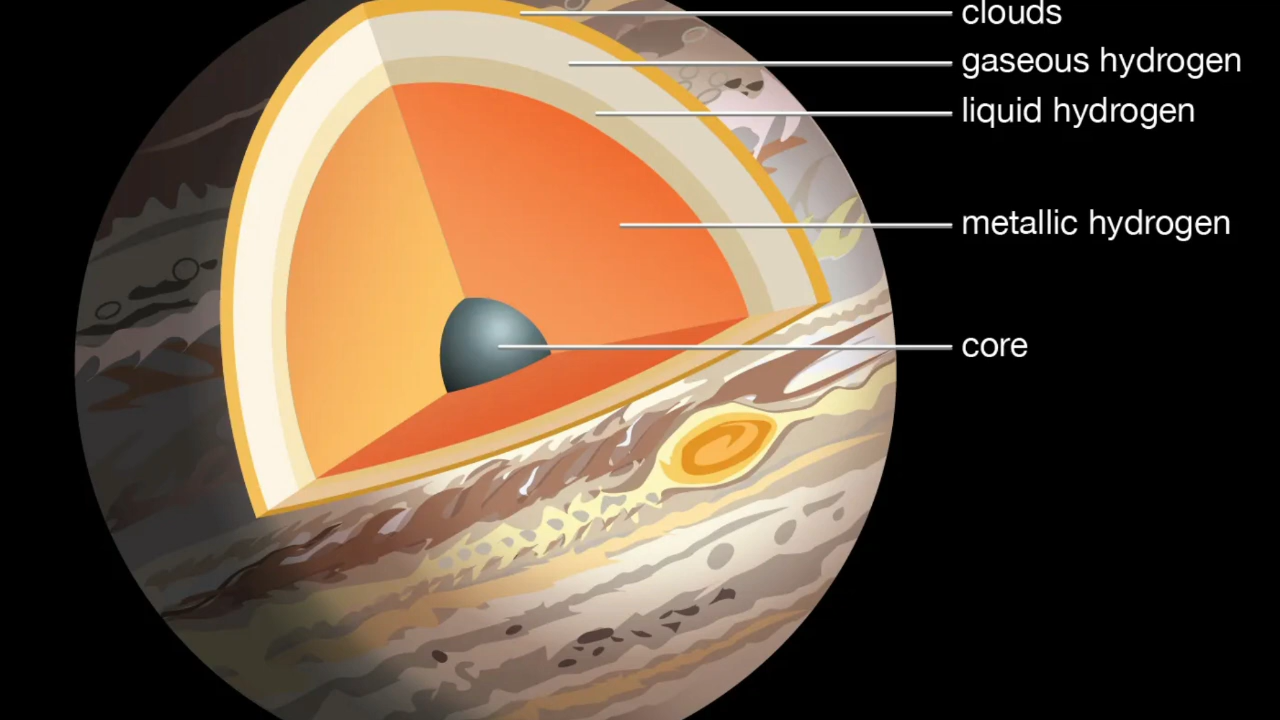 clouds
gaseous hydrogen
liquid hydrogen
metallic hydrogen
core